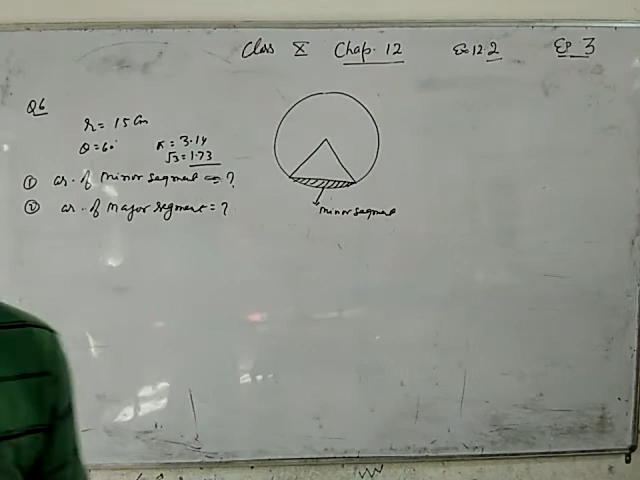 Class X Chap. 12 Ex 12.2 Ep 3
Q6
r = 15 Cm
θ = 60° π = 3.14
√3 = 1.73
① ar. of minor segment = ?
② ar. of major segment = ?
minor segment